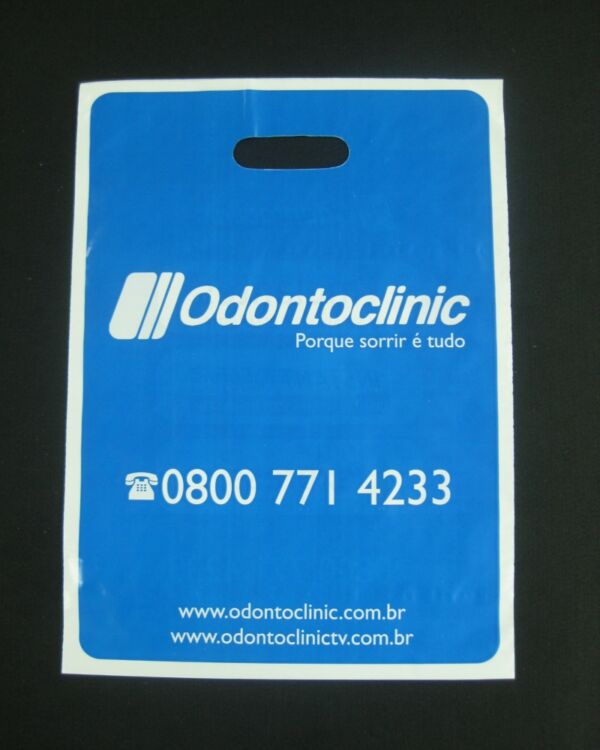 Odontoclinic
Porque sorrir é tudo
0800 771 4233
www.odontoclinic.com.br
www.odontoclinictv.com.br